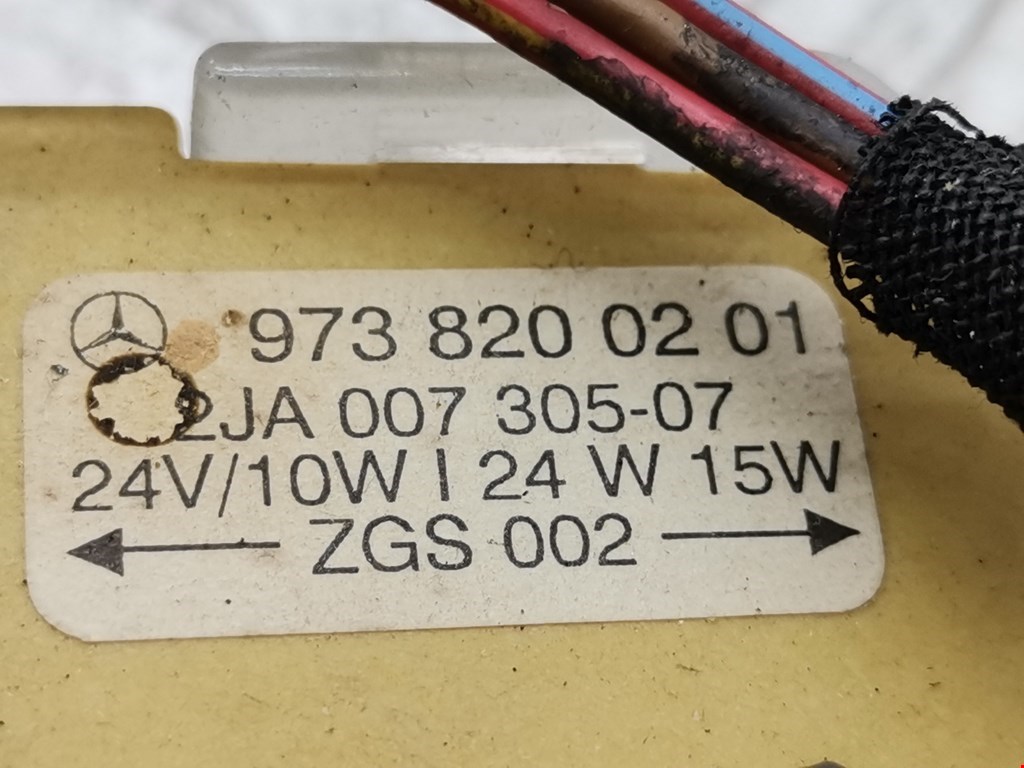 973 820 02 01
2JA 007 305-07
24V/10W I 24 W 15W
ZGS 002